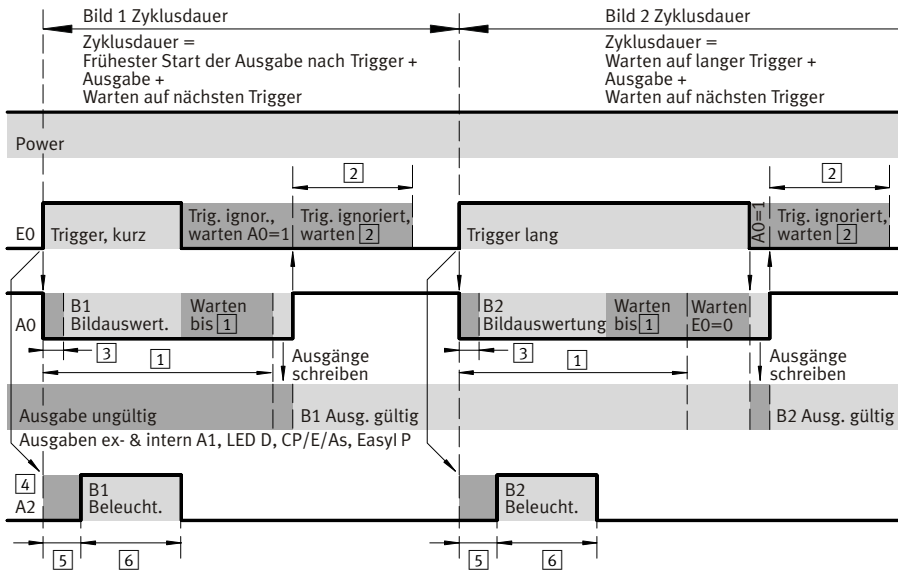 Bild 1 Zyklusdauer
Bild 2 Zyklusdauer
Zyklusdauer =
Frühester Start der Ausgabe nach Trigger +
Ausgabe +
Warten auf nächsten Trigger
Zyklusdauer =
Warten auf langer Trigger +
Ausgabe +
Warten auf nächsten Trigger
Power
2
2
E0
Trigger, kurz
Trig. ignor.,
warten A0=1
Trig. ignoriert,
warten 2
Trigger lang
A0=1
Trig. ignoriert,
warten 2
A0
B1
Bildauswert.
Warten
bis 1
B2
Bildauswertung
Warten
bis 1
Warten
E0=0
3
1
Ausgänge
schreiben
3
1
Ausgänge
schreiben
Ausgabe ungültig
B1 Ausg. gültig
B2 Ausg. gültig
Ausgaben ex- & intern A1, LED D, CP/E/As, EasyI P
4
A2
B1
Beleucht.
B2
Beleucht.
5
6
5
6